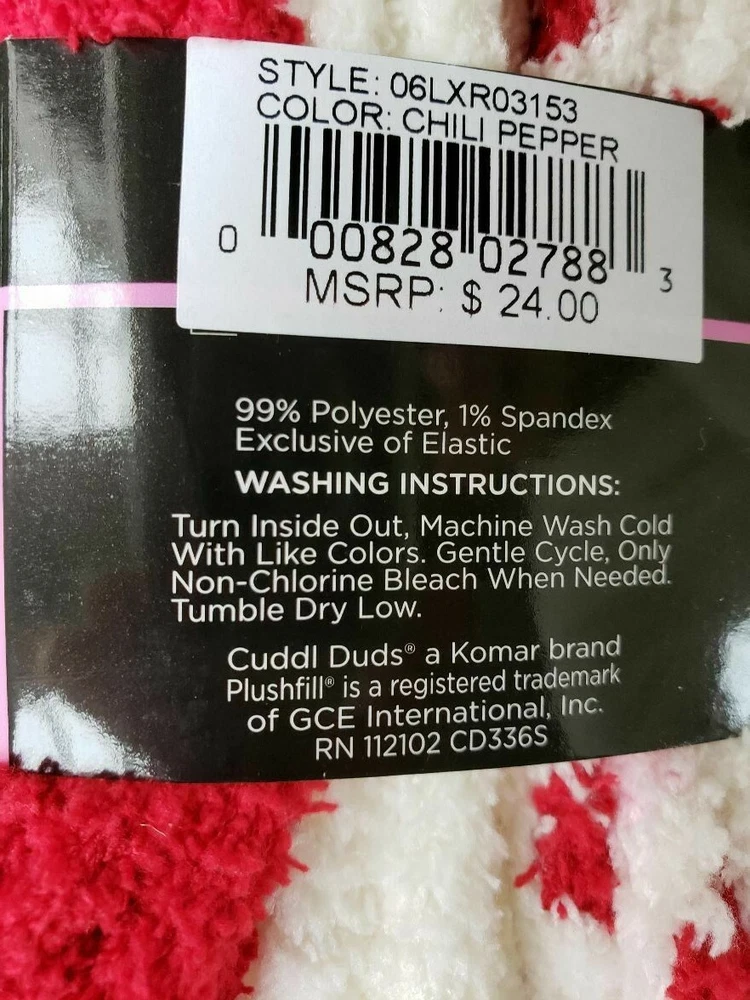 STYLE: 06LXR03153
COLOR: CHILI PEPPER
0 00828 02788 3
MSRP: $ 24.00
99% Polyester, 1% Spandex
Exclusive of Elastic
WASHING INSTRUCTIONS:
Turn Inside Out, Machine Wash Cold
With Like Colors. Gentle Cycle, Only
Non-Chlorine Bleach When Needed.
Tumble Dry Low.
Cuddl Duds® a Komar brand
Plushfill® is a registered trademark
of GCE International, Inc.
RN 112102 CD336S